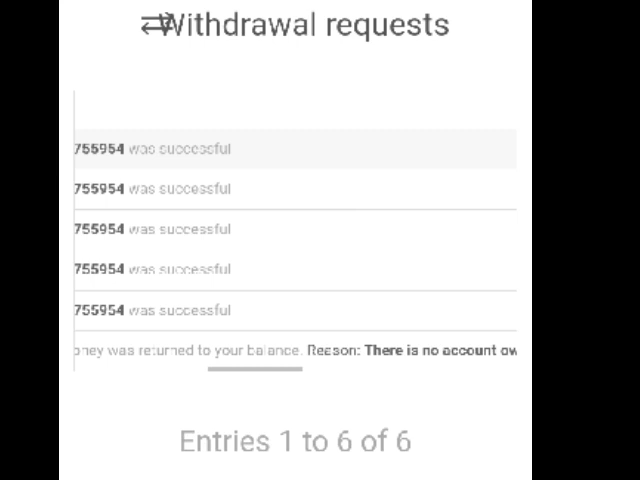 Withdrawal requests
755954 was successful
755954 was successful
755954 was successful
755954 was successful
755954 was successful
oney was returned to your balance. Reason: There is no account ow
Entries 1 to 6 of 6